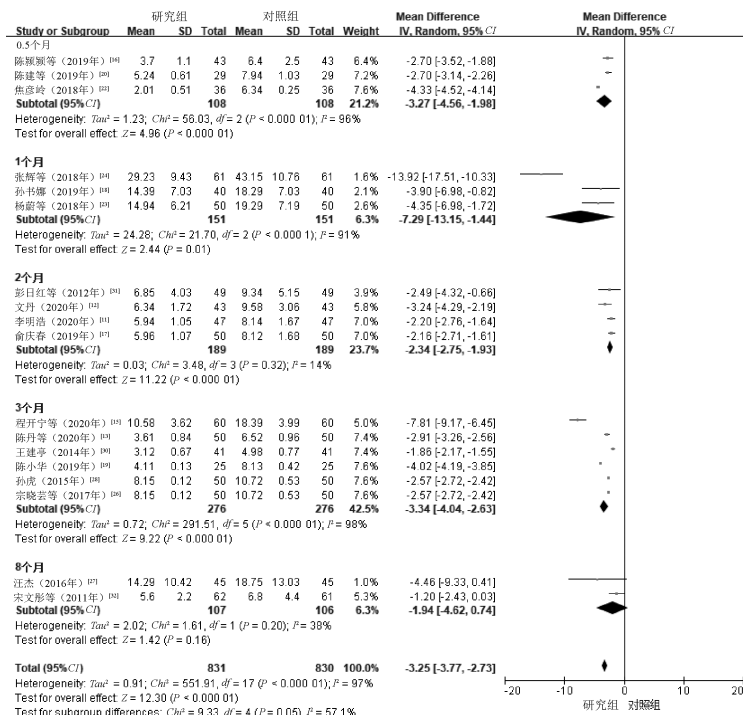 研究组 对照组 Mean Difference Mean Difference
Study or Subgroup Mean SD Total Mean SD Total Weight IV, Random, 95% CI IV, Random, 95% CI
0.5个月
陈颖颖等（2019年）[16] 3.7 1.1 43 6.4 2.5 43 6.4% -2.70 [-3.52, -1.88]
陈建等（2019年）[20] 5.24 0.61 29 7.94 1.03 29 7.2% -2.70 [-3.14, -2.26]
焦彦岭（2018年）[22] 2.01 0.51 36 6.34 0.25 36 7.6% -4.33 [-4.52, -4.14]
Subtotal (95% CI) 108 108 21.2% -3.27 [-4.56, -1.98]
Heterogeneity: Tau² = 1.23; Chi² = 56.03, df = 2 (P < 0.000 01); I² = 96%
Test for overall effect: Z = 4.96 (P < 0.000 01)
1个月
张辉等（2018年）[24] 29.23 9.43 61 43.15 10.76 61 1.6% -13.92 [-17.51, -10.33]
孙书娜（2019年）[18] 14.39 7.03 40 18.29 7.03 40 2.1% -3.90 [-6.98, -0.82]
杨蔚等（2018年）[23] 14.94 6.21 50 19.29 7.19 50 2.6% -4.35 [-6.98, -1.72]
Subtotal (95% CI) 151 151 6.3% -7.29 [-13.15, -1.44]
Heterogeneity: Tau² = 24.28; Chi² = 21.70, df = 2 (P < 0.000 1); I² = 91%
Test for overall effect: Z = 2.44 (P = 0.01)
2个月
彭日红等（2012年）[31] 6.85 4.03 49 9.34 5.15 49 3.9% -2.49 [-4.32, -0.66]
文丹（2020年）[12] 6.34 1.72 43 9.58 3.06 43 5.8% -3.24 [-4.29, -2.19]
李明浩（2020年）[11] 5.94 1.05 47 8.14 1.67 47 7.0% -2.20 [-2.76, -1.64]
俞庆春（2019年）[17] 5.96 1.07 50 8.12 1.68 50 7.0% -2.16 [-2.71, -1.61]
Subtotal (95% CI) 189 189 23.7% -2.34 [-2.75, -1.93]
Heterogeneity: Tau² = 0.03; Chi² = 3.48, df = 3 (P = 0.32); I² = 14%
Test for overall effect: Z = 11.22 (P < 0.000 01)
3个月
程开宁等（2020年）[15] 10.58 3.62 60 18.39 3.99 60 5.0% -7.81 [-9.17, -6.45]
陈丹等（2020年）[13] 3.61 0.84 50 6.52 0.96 50 7.4% -2.91 [-3.26, -2.56]
王建亭（2014年）[30] 3.12 0.67 41 4.98 0.77 41 7.4% -1.86 [-2.17, -1.55]
陈小华（2019年）[19] 4.11 0.13 25 8.13 0.42 25 7.6% -4.02 [-4.19, -3.85]
孙虎（2015年）[28] 8.15 0.12 50 10.72 0.53 50 7.6% -2.57 [-2.72, -2.42]
宗晓芸等（2017年）[26] 8.15 0.12 50 10.72 0.53 50 7.6% -2.57 [-2.72, -2.42]
Subtotal (95% CI) 276 276 42.5% -3.34 [-4.04, -2.63]
Heterogeneity: Tau² = 0.72; Chi² = 291.51, df = 5 (P < 0.000 01); I² = 98%
Test for overall effect: Z = 9.22 (P < 0.000 01)
8个月
汪杰（2016年）[27] 14.29 10.42 45 18.75 13.03 45 1.0% -4.46 [-9.33, 0.41]
宋文彤等（2011年）[32] 5.6 2.2 62 6.8 4.4 61 5.3% -1.20 [-2.43, 0.03]
Subtotal (95% CI) 107 106 6.3% -1.94 [-4.62, 0.74]
Heterogeneity: Tau² = 2.02; Chi² = 1.61, df = 1 (P = 0.20); I² = 38%
Test for overall effect: Z = 1.42 (P = 0.16)
Total (95% CI) 831 830 100.0% -3.25 [-3.77, -2.73]
Heterogeneity: Tau² = 0.91; Chi² = 551.91, df = 17 (P < 0.000 01); I² = 97%
Test for overall effect: Z = 12.30 (P < 0.000 01)
Test for subgroup differences: Chi² = 9.33, df = 4 (P = 0.05), I² = 57.1%
-20 -10 0 10 20
研究组 对照组